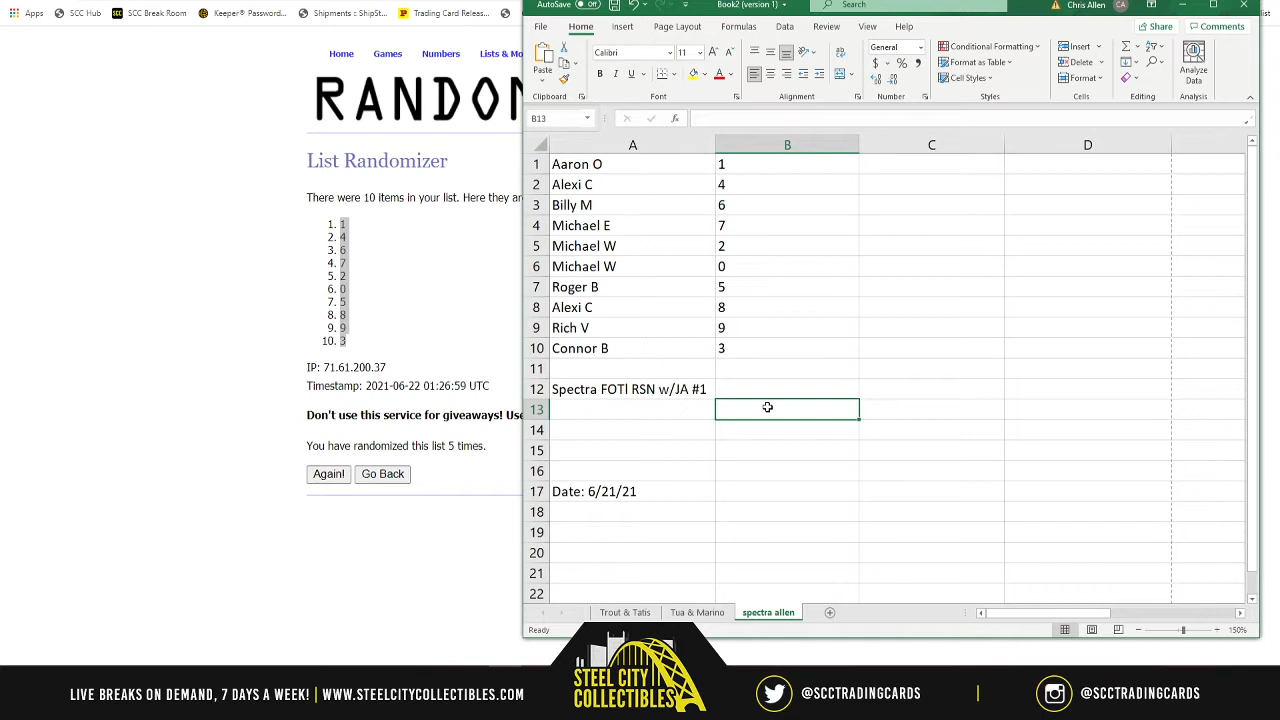 Apps SCC Hub SCC Break Room Keeper® Password... Shipments :: ShipSt... Trading Card Releas...
AutoSave Off Book2 (version 1) Search Chris Allen CA
File Home Insert Page Layout Formulas Data Review View Help Share Comments
Paste Calibri 11 General Conditional Formatting Insert
B I U Format as Table Delete Analyze Data
Cell Styles Format
Clipboard Font Alignment Number Styles Cells Editing Analysis
B13
Home Games Numbers Lists & Mo
RANDO
List Randomizer
There were 10 items in your list. Here they are
1. 1
2. 4
3. 6
4. 7
5. 2
6. 0
7. 5
8. 8
9. 9
10. 3
IP: 71.61.200.37
Timestamp: 2021-06-22 01:26:59 UTC
Don't use this service for giveaways! Use
You have randomized this list 5 times.
Again! Go Back
A B C D
1 Aaron O 1
2 Alexi C 4
3 Billy M 6
4 Michael E 7
5 Michael W 2
6 Michael W 0
7 Roger B 5
8 Alexi C 8
9 Rich V 9
10 Connor B 3
11
12 Spectra FOTl RSN w/JA #1
13
14
15
16
17 Date: 6/21/21
18
19
20
21
22
Trout & Tatis Tua & Marino spectra allen
Ready 150%
LIVE BREAKS ON DEMAND, 7 DAYS A WEEK! | WWW.STEELCITYCOLLECTIBLES.COM
STEEL CITY
COLLECTIBLES
@SCCTRADINGCARDS | @SCCTRADINGCARDS